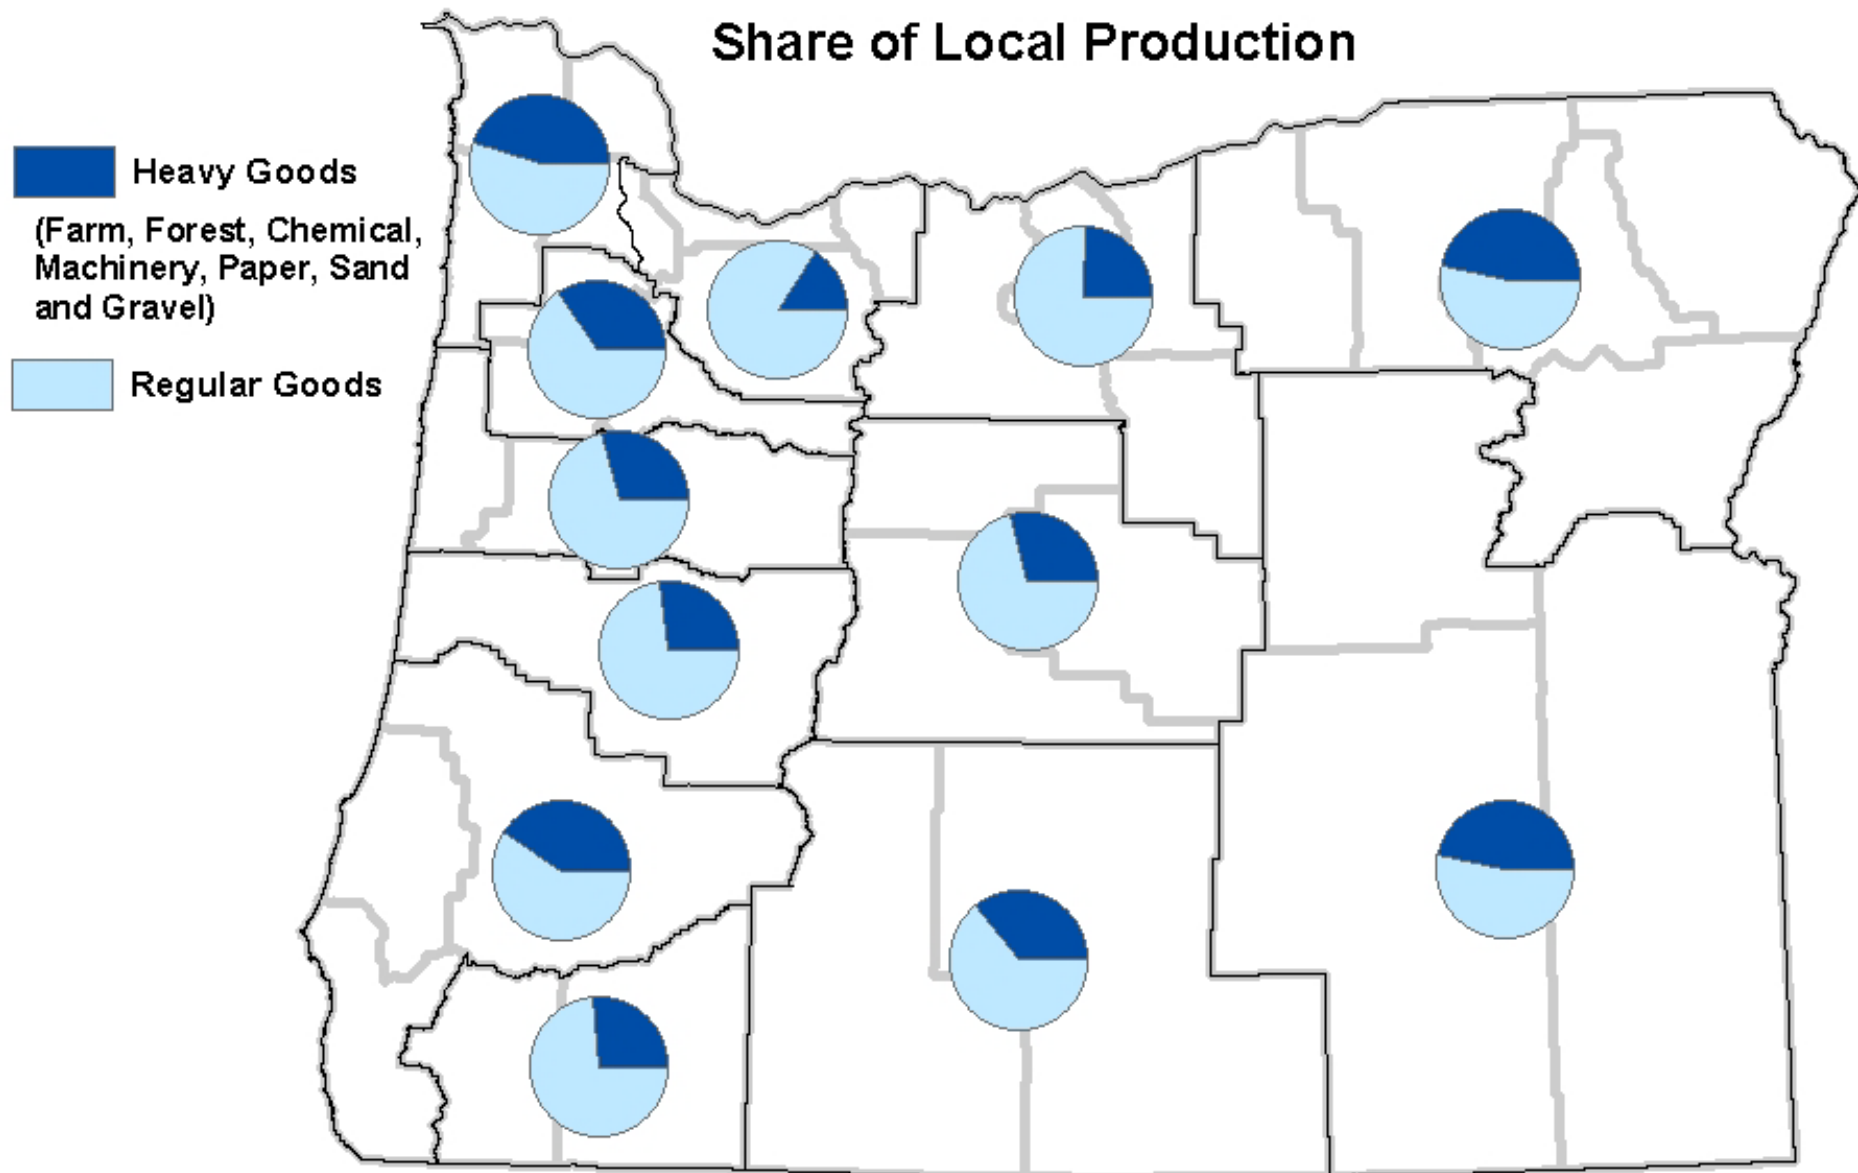 Share of Local Production
Heavy Goods
(Farm, Forest, Chemical,
Machinery, Paper, Sand
and Gravel)
Regular Goods